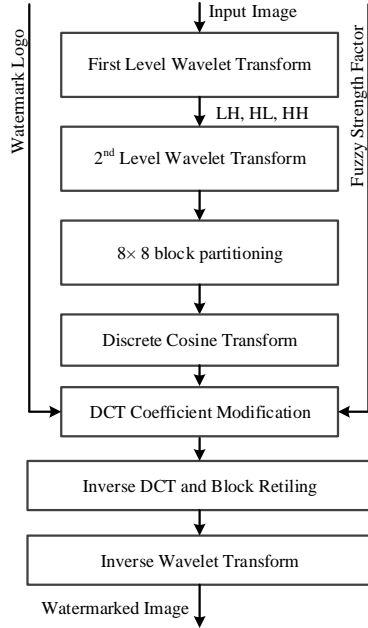 Input Image
Watermark Logo
Fuzzy Strength Factor
First Level Wavelet Transform
LH, HL, HH
2nd Level Wavelet Transform
8× 8 block partitioning
Discrete Cosine Transform
DCT Coefficient Modification
Inverse DCT and Block Retiling
Inverse Wavelet Transform
Watermarked Image